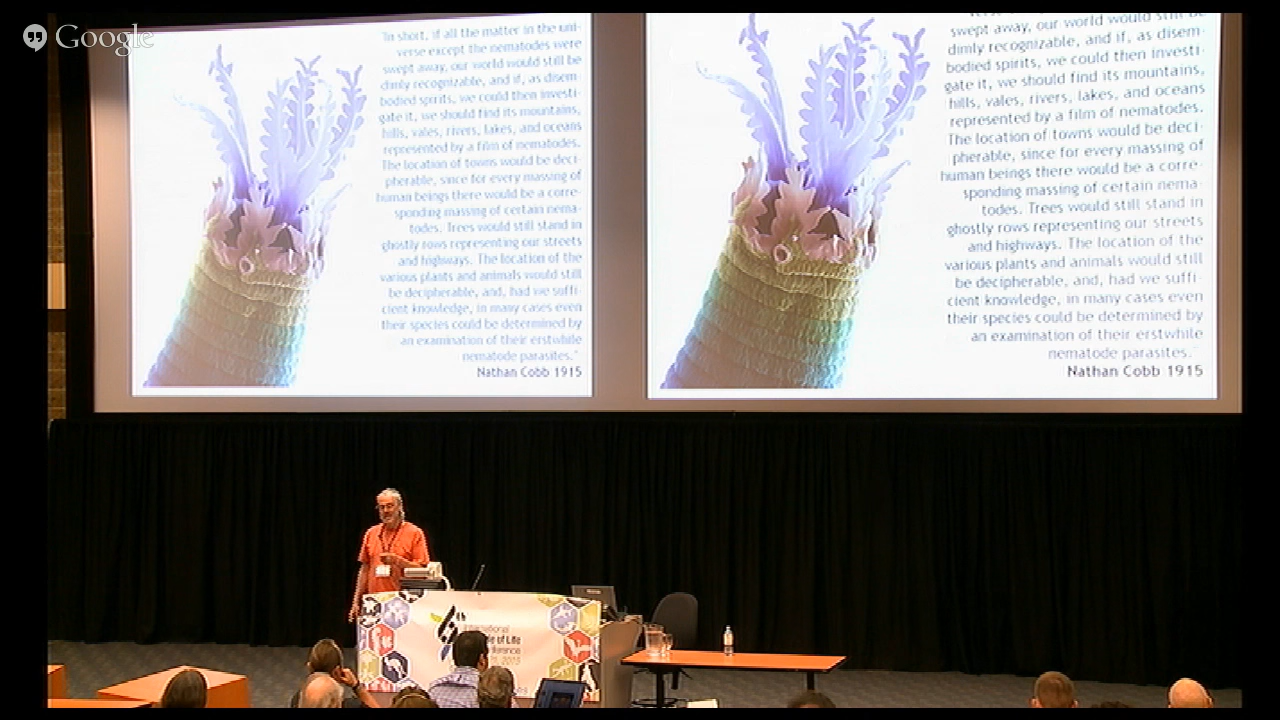 Google
"In short, if all the matter in the uni-
verse except the nematodes were
swept away, our world would still be
dimly recognizable, and if, as disem-
bodied spirits, we could then investi-
gate it, we should find its mountains,
hills, vales, rivers, lakes, and oceans
represented by a film of nematodes.
The location of towns would be deci-
pherable, since for every massing of
human beings there would be a corre-
sponding massing of certain nema-
todes. Trees would still stand in
ghostly rows representing our streets
and highways. The location of the
various plants and animals would still
be decipherable, and, had we suffi-
cient knowledge, in many cases even
their species could be determined by
an examination of their erstwhile
nematode parasites."
Nathan Cobb 1915
swept away, our world would still be
dimly recognizable, and if, as disem-
bodied spirits, we could then investi-
gate it, we should find its mountains,
hills, vales, rivers, lakes, and oceans
represented by a film of nematodes.
The location of towns would be deci-
pherable, since for every massing of
human beings there would be a corre-
sponding massing of certain nema-
todes. Trees would still stand in
ghostly rows representing our streets
and highways. The location of the
various plants and animals would still
be decipherable, and, had we suffi-
cient knowledge, in many cases even
their species could be determined by
an examination of their erstwhile
nematode parasites."
Nathan Cobb 1915
th
International
of Life
2015